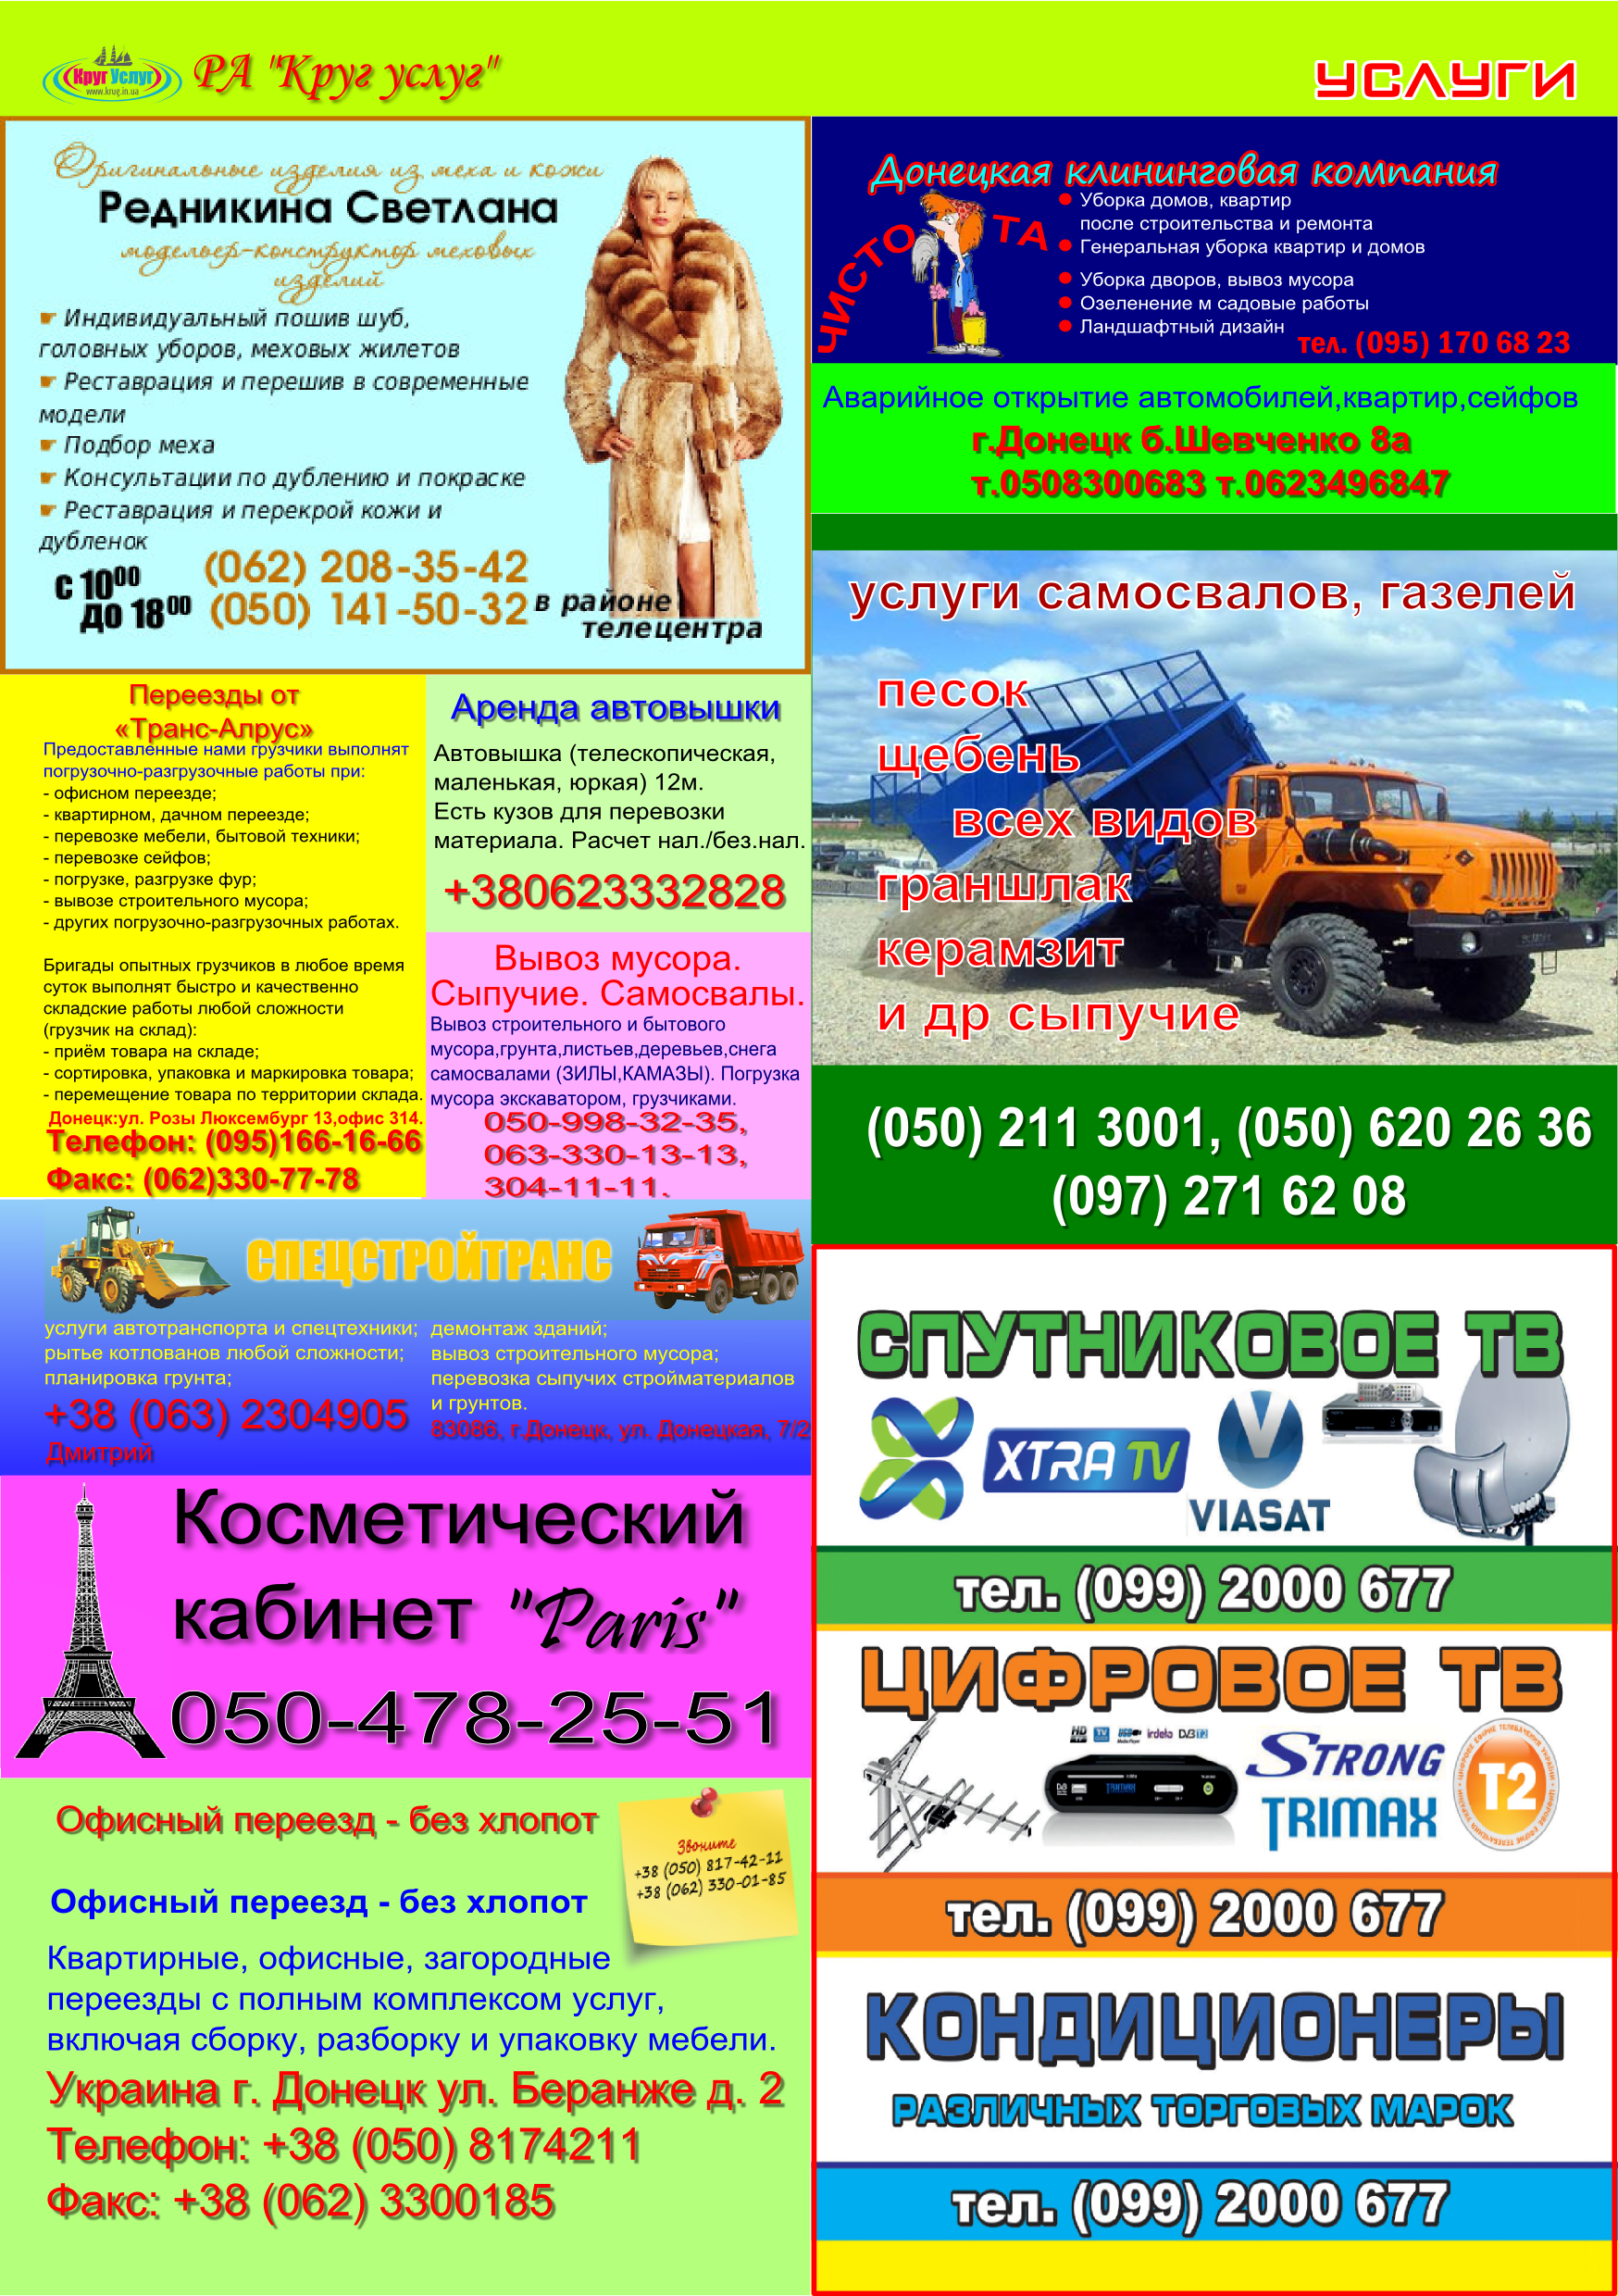 Круг Услуг
www.krug.in.ua
РА "Круг услуг"
услуги
Оригинальные изделия из меха и кожи
Редникина Светлана
модельер-конструктор меховых
изделий
Индивидуальный пошив шуб,
головных уборов, меховых жилетов
Реставрация и перешив в современные
модели
Подбор меха
Консультации по дублению и покраске
Реставрация и перекрой кожи и
дубленок
с 10 00
до 18 00
(062) 208-35-42
(050) 141-50-32
в районе
телецентра
Донецкая клининговая компания
ЧИСТОТА
Уборка домов, квартир
после строительства и ремонта
Генеральная уборка квартир и домов
Уборка дворов, вывоз мусора
Озеленение м садовые работы
Ландшафтный дизайн
тел. (095) 170 68 23
Аварийное открытие автомобилей,квартир,сейфов
г.Донецк б.Шевченко 8а
т.0508300683 т.0623496847
услуги самосвалов, газелей
песок
щебень
всех видов
граншлак
керамзит
и др сыпучие
(050) 211 3001, (050) 620 26 36
(097) 271 62 08
Переезды от
«Транс-Алрус»
Предоставленные нами грузчики выполнят
погрузочно-разгрузочные работы при:
- офисном переезде;
- квартирном, дачном переезде;
- перевозке мебели, бытовой техники;
- перевозке сейфов;
- погрузке, разгрузке фур;
- вывозе строительного мусора;
- других погрузочно-разгрузочных работах.
Бригады опытных грузчиков в любое время
суток выполнят быстро и качественно
складские работы любой сложности
(грузчик на склад):
- приём товара на складе;
- сортировка, упаковка и маркировка товара;
- перемещение товара по территории склада.
Донецк:ул. Розы Люксембург 13,офис 314.
Телефон: (095)166-16-66
Факс: (062)330-77-78
Аренда автовышки
Автовышка (телескопическая,
маленькая, юркая) 12м.
Есть кузов для перевозки
материала. Расчет нал./без.нал.
+380623332828
Вывоз мусора.
Сыпучие. Самосвалы.
Вывоз строительного и бытового
мусора,грунта,листьев,деревьев,снега
самосвалами (ЗИЛЫ,КАМАЗЫ). Погрузка
мусора экскаватором, грузчиками.
050-998-32-35,
063-330-13-13,
304-11-11.
СПЕЦСТРОЙТРАНС
услуги автотранспорта и спецтехники;
рытье котлованов любой сложности;
планировка грунта;
+38 (063) 2304905
Дмитрий
демонтаж зданий;
вывоз строительного мусора;
перевозка сыпучих стройматериалов
и грунтов.
83086, г.Донецк, ул. Донецкая, 7/2
Косметический
кабинет "Paris"
050-478-25-51
Офисный переезд - без хлопот
Звоните
+38 (050) 817-42-11
+38 (062) 330-01-85
Офисный переезд - без хлопот
Квартирные, офисные, загородные
переезды с полным комплексом услуг,
включая сборку, разборку и упаковку мебели.
Украина г. Донецк ул. Беранже д. 2
Телефон: +38 (050) 8174211
Факс: +38 (062) 3300185
СПУТНИКОВОЕ ТВ
XTRA TV
VIASAT
тел. (099) 2000 677
ЦИФРОВОЕ ТВ
HD TV USB irdeto DVB T2
TRIMAX
STRONG
TRIMAX
T2
тел. (099) 2000 677
КОНДИЦИОНЕРЫ
РАЗЛИЧНЫХ ТОРГОВЫХ МАРОК
тел. (099) 2000 677